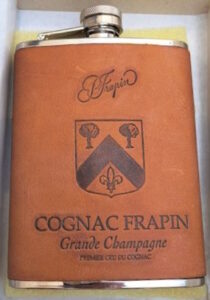 Frapin
COGNAC FRAPIN
Grande Champagne
PREMIER CRU DU COGNAC